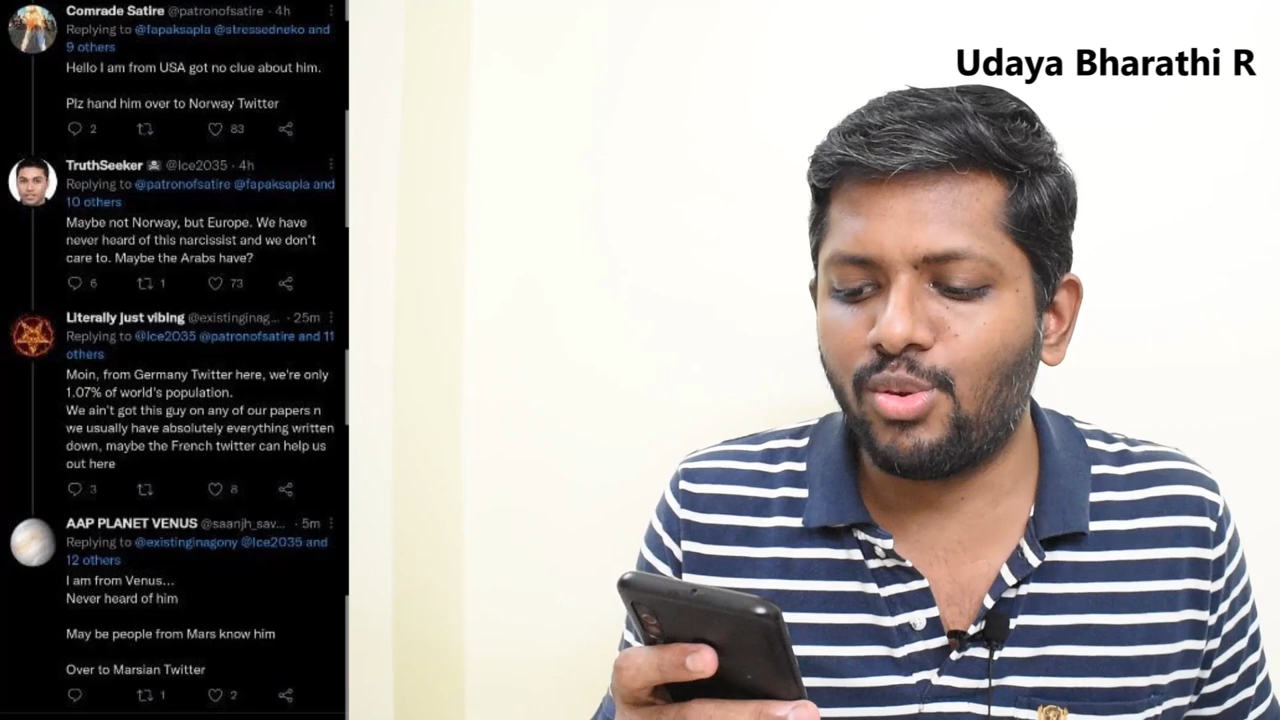 Comrade Satire @patronofsatire · 4h
Replying to @fapaksapla @stressedneko and
9 others
Hello I am from USA got no clue about him.
Plz hand him over to Norway Twitter
2 83
TruthSeeker @Ice2035 · 4h
Replying to @patronofsatire @fapaksapla and
10 others
Maybe not Norway, but Europe. We have
never heard of this narcissist and we don't
care to. Maybe the Arabs have?
6 1 73
Literally just vibing @existinginag... · 25m
Replying to @Ice2035 @patronofsatire and 11
others
Moin, from Germany Twitter here, we're only
1.07% of world's population.
We ain't got this guy on any of our papers n
we usually have absolutely everything written
down, maybe the French twitter can help us
out here
3 8
AAP PLANET VENUS @saanjh_sav... · 5m
Replying to @existinginagony @Ice2035 and
12 others
I am from Venus...
Never heard of him
May be people from Mars know him
Over to Marsian Twitter
1 2
Udaya Bharathi R